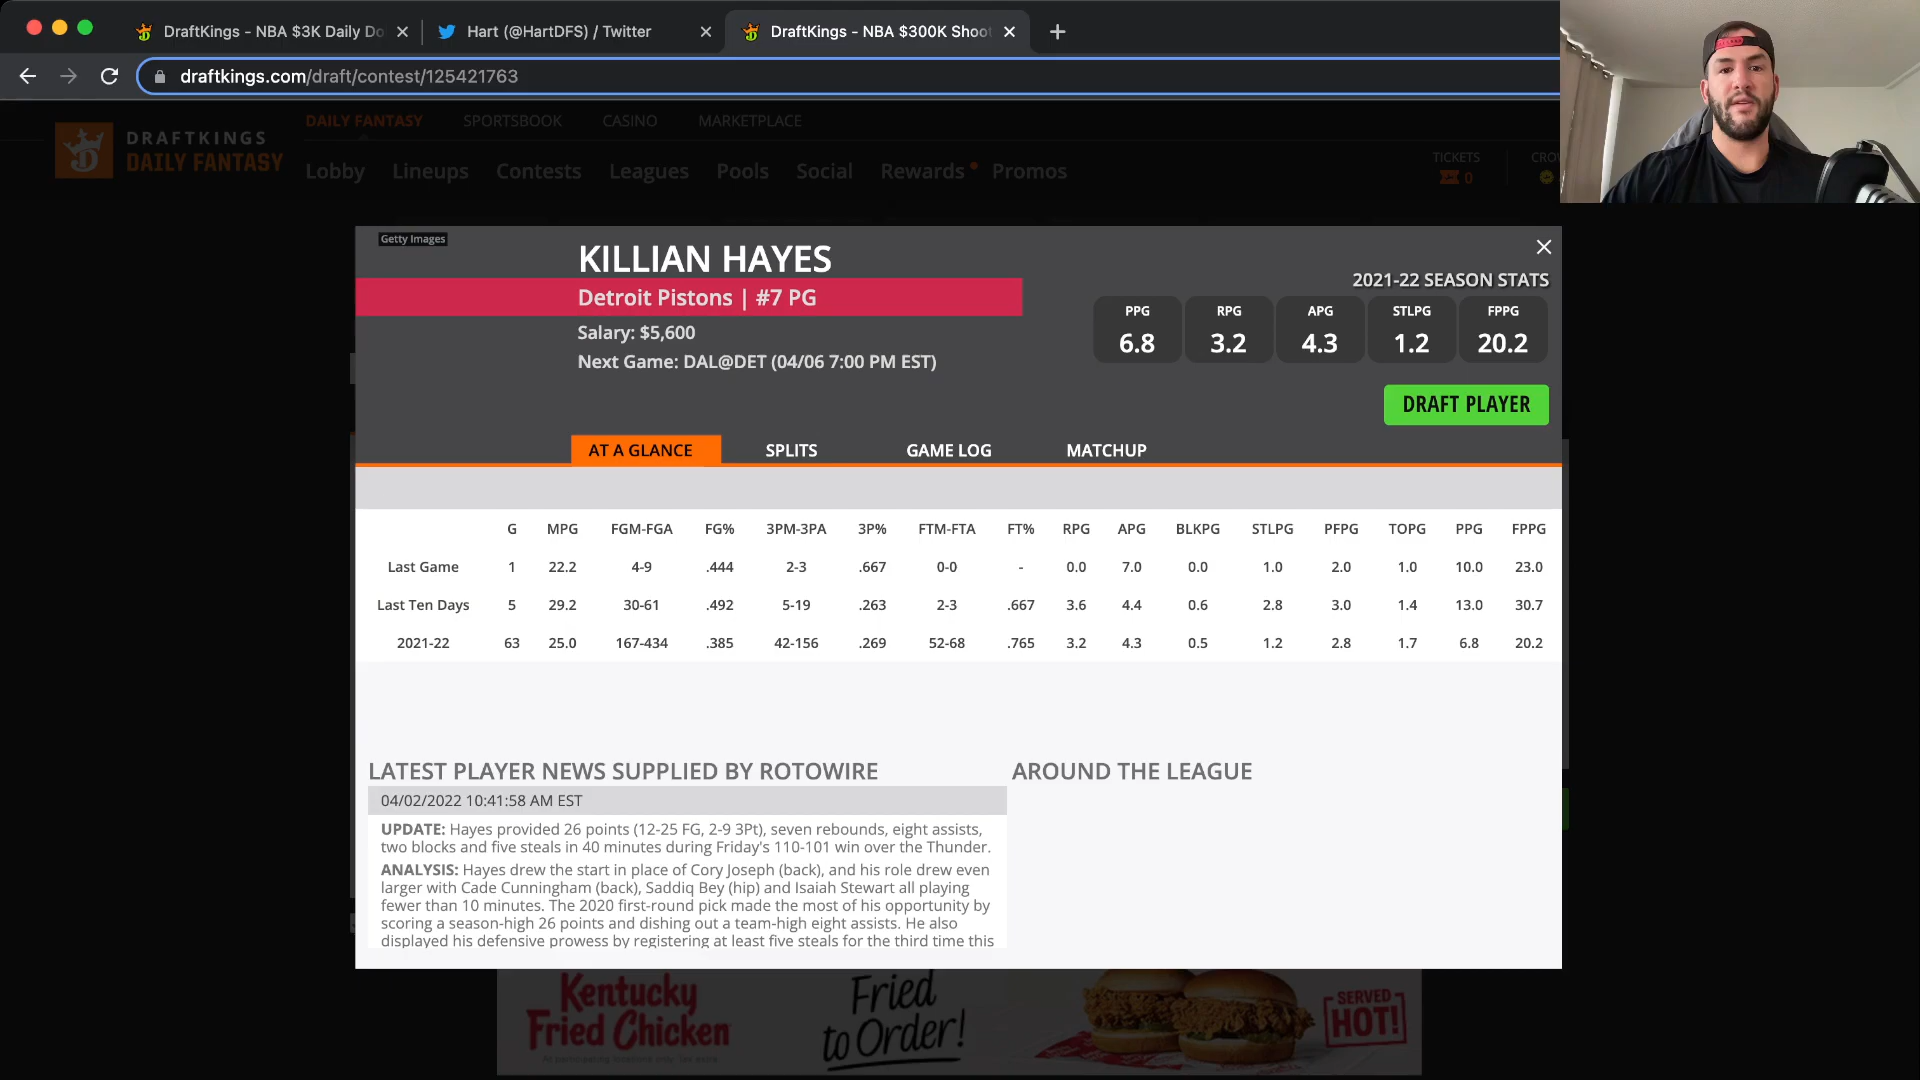 DraftKings - NBA $3K Daily Do
Hart (@HartDFS) / Twitter
DraftKings - NBA $300K Shoot
draftkings.com/draft/contest/125421763
DRAFTKINGS
DAILY FANTASY
DAILY FANTASY SPORTSBOOK CASINO MARKETPLACE
Lobby Lineups Contests Leagues Pools Social Rewards Promos
TICKETS
0
CRO
Getty Images
KILLIAN HAYES
Detroit Pistons | #7 PG
Salary: $5,600
Next Game: DAL@DET (04/06 7:00 PM EST)
2021-22 SEASON STATS
PPG RPG APG STLPG FPPG
6.8 3.2 4.3 1.2 20.2
DRAFT PLAYER
AT A GLANCE SPLITS GAME LOG MATCHUP
G MPG FGM-FGA FG% 3PM-3PA 3P% FTM-FTA FT% RPG APG BLKPG STLPG PFPG TOPG PPG FPPG
Last Game 1 22.2 4-9 .444 2-3 .667 0-0 - 0.0 7.0 0.0 1.0 2.0 1.0 10.0 23.0
Last Ten Days 5 29.2 30-61 .492 5-19 .263 2-3 .667 3.6 4.4 0.6 2.8 3.0 1.4 13.0 30.7
2021-22 63 25.0 167-434 .385 42-156 .269 52-68 .765 3.2 4.3 0.5 1.2 2.8 1.7 6.8 20.2
LATEST PLAYER NEWS SUPPLIED BY ROTOWIRE
AROUND THE LEAGUE
04/02/2022 10:41:58 AM EST
UPDATE: Hayes provided 26 points (12-25 FG, 2-9 3Pt), seven rebounds, eight assists,
two blocks and five steals in 40 minutes during Friday's 110-101 win over the Thunder.
ANALYSIS: Hayes drew the start in place of Cory Joseph (back), and his role drew even
larger with Cade Cunningham (back), Saddiq Bey (hip) and Isaiah Stewart all playing
fewer than 10 minutes. The 2020 first-round pick made the most of his opportunity by
scoring a season-high 26 points and dishing out a team-high eight assists. He also
displayed his defensive prowess by registering at least five steals for the third time this
Kentucky
Fried Chicken
Fried
to Order!
SERVED
HOT!